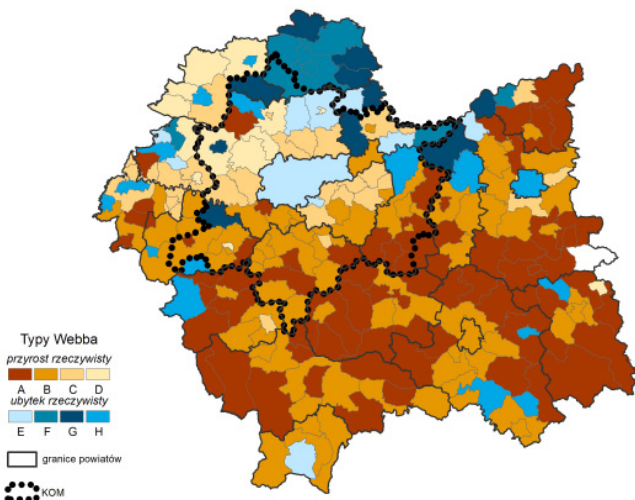 Typy Webba
przyrost rzeczywisty
A B C D
ubytek rzeczywisty
E F G H
granice powiatów
KOM